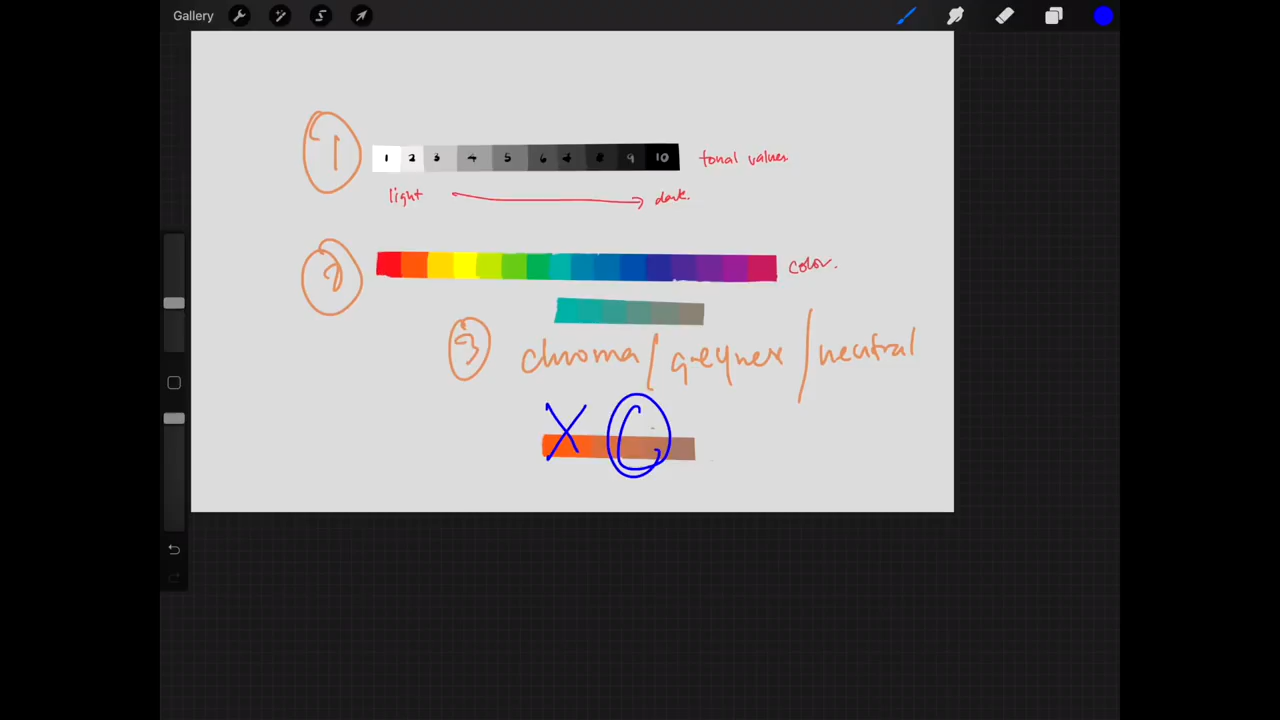 Gallery
1
1 2 3 4 5 6 7 8 9 10 tonal values
light dark.
2
color.
3 chroma/greyness/neutral
X